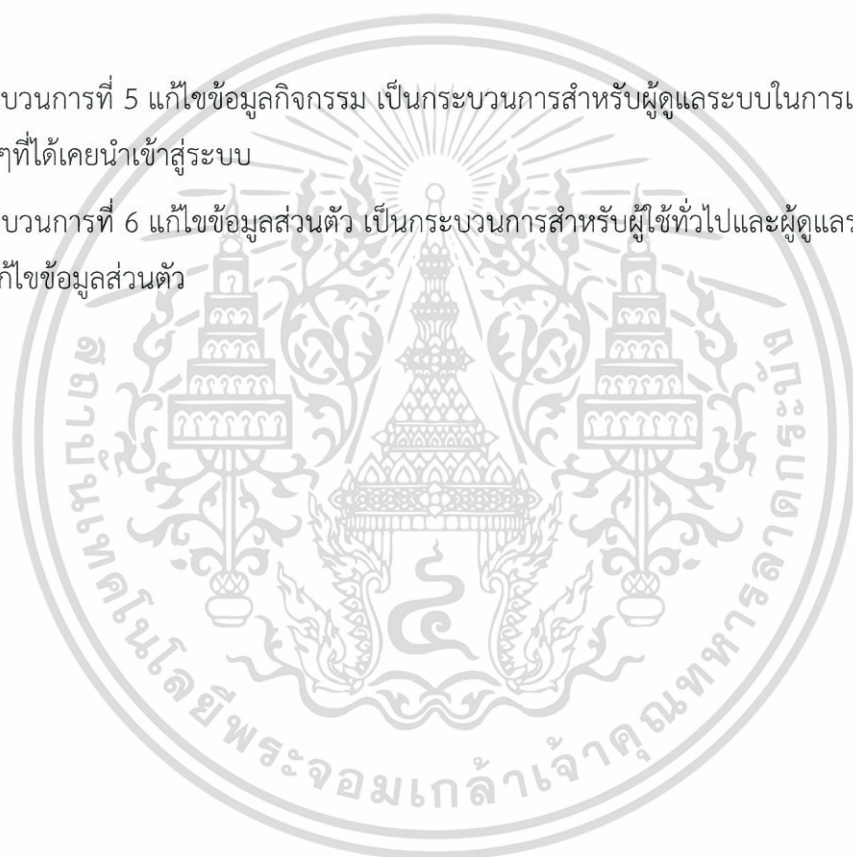 บวนการที่ 5 แก้ไขข้อมูลกิจกรรม เป็นกระบวนการสำหรับผู้ดูแลระบบในการแ
ๆที่ได้เคยนำเข้าสู่ระบบ
บวนการที่ 6 แก้ไขข้อมูลส่วนตัว เป็นกระบวนการสำหรับผู้ใช้ทั่วไปและผู้ดูแลร
ก้ไขข้อมูลส่วนตัว
สถาบันเทคโนโลยีพระจอมเกล้าเจ้าคุณทหารลาดกระบัง